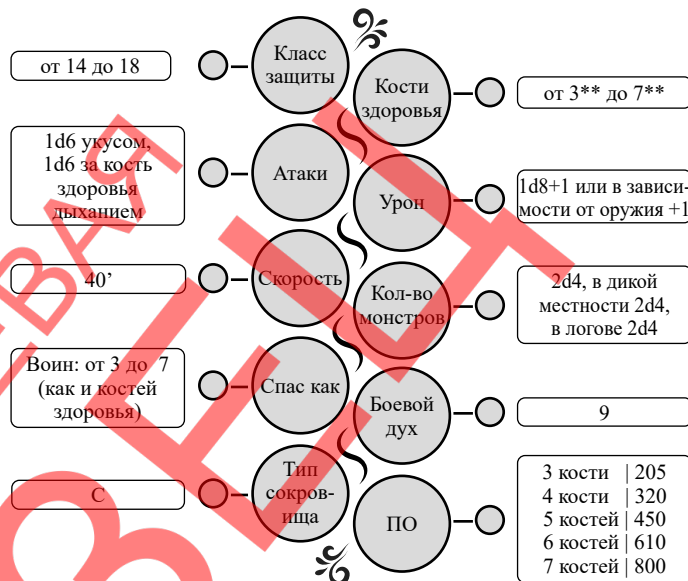 Класс
защиты
от 14 до 18
Кости
здоровья
от 3** до 7**
Атаки
1d6 укусом,
1d6 за кость
здоровья
дыханием
Урон
1d8+1 или в зависи-
мости от оружия +1
Скорость
40’
Кол-во
монстров
2d4, в дикой
местности 2d4,
в логове 2d4
Спас как
Воин: от 3 до 7
(как и костей
здоровья)
Боевой
дух
9
Тип
сокров-
ища
C
ПО
3 кости | 205
4 кости | 320
5 костей | 450
6 костей | 610
7 костей | 800